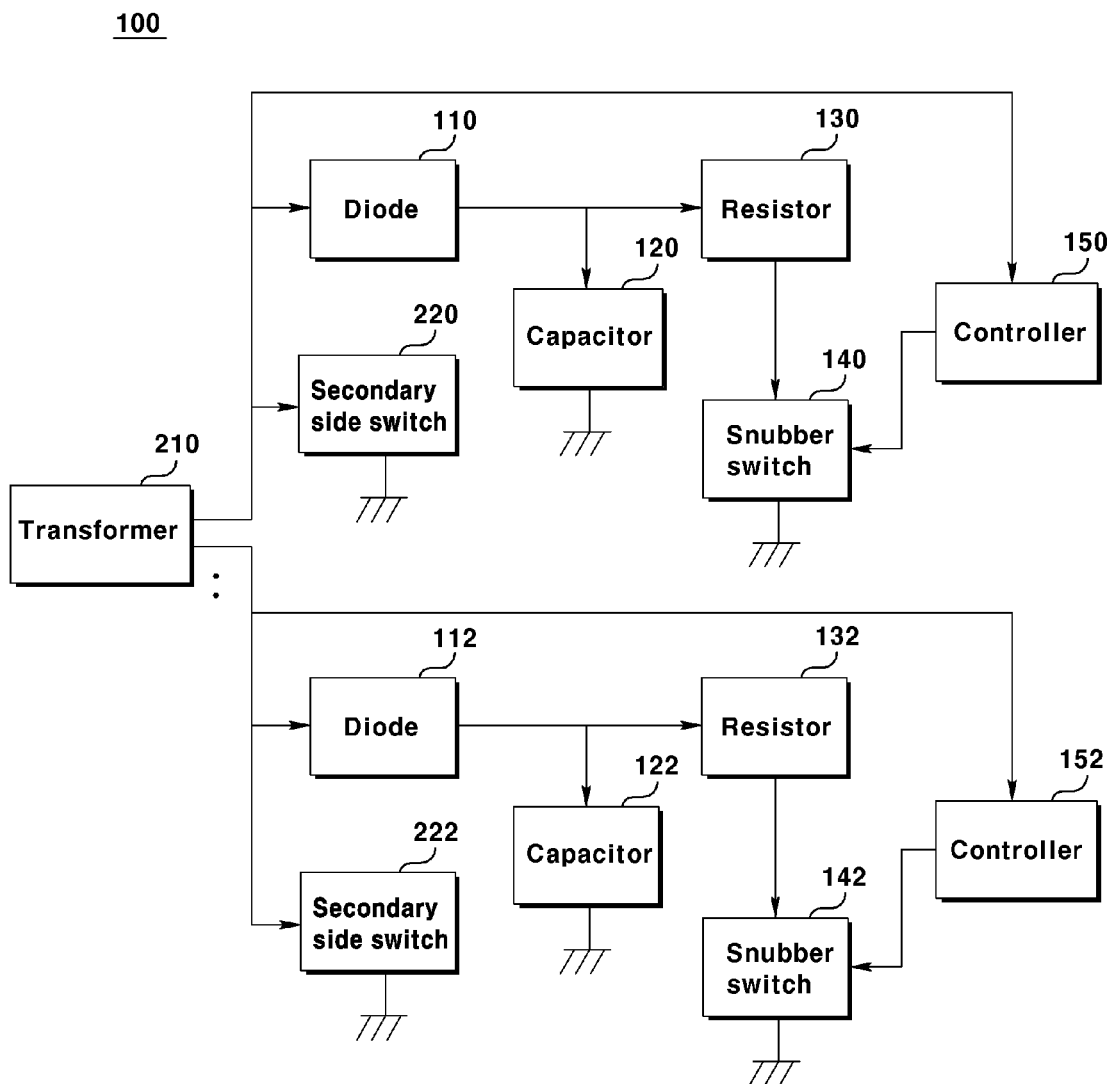 100
110
130
Diode
Resistor
120
150
Capacitor
Controller
220
140
Secondary
side switch
Snubber
switch
210
Transformer
112
132
Diode
Resistor
122
152
Capacitor
Controller
222
142
Secondary
side switch
Snubber
switch